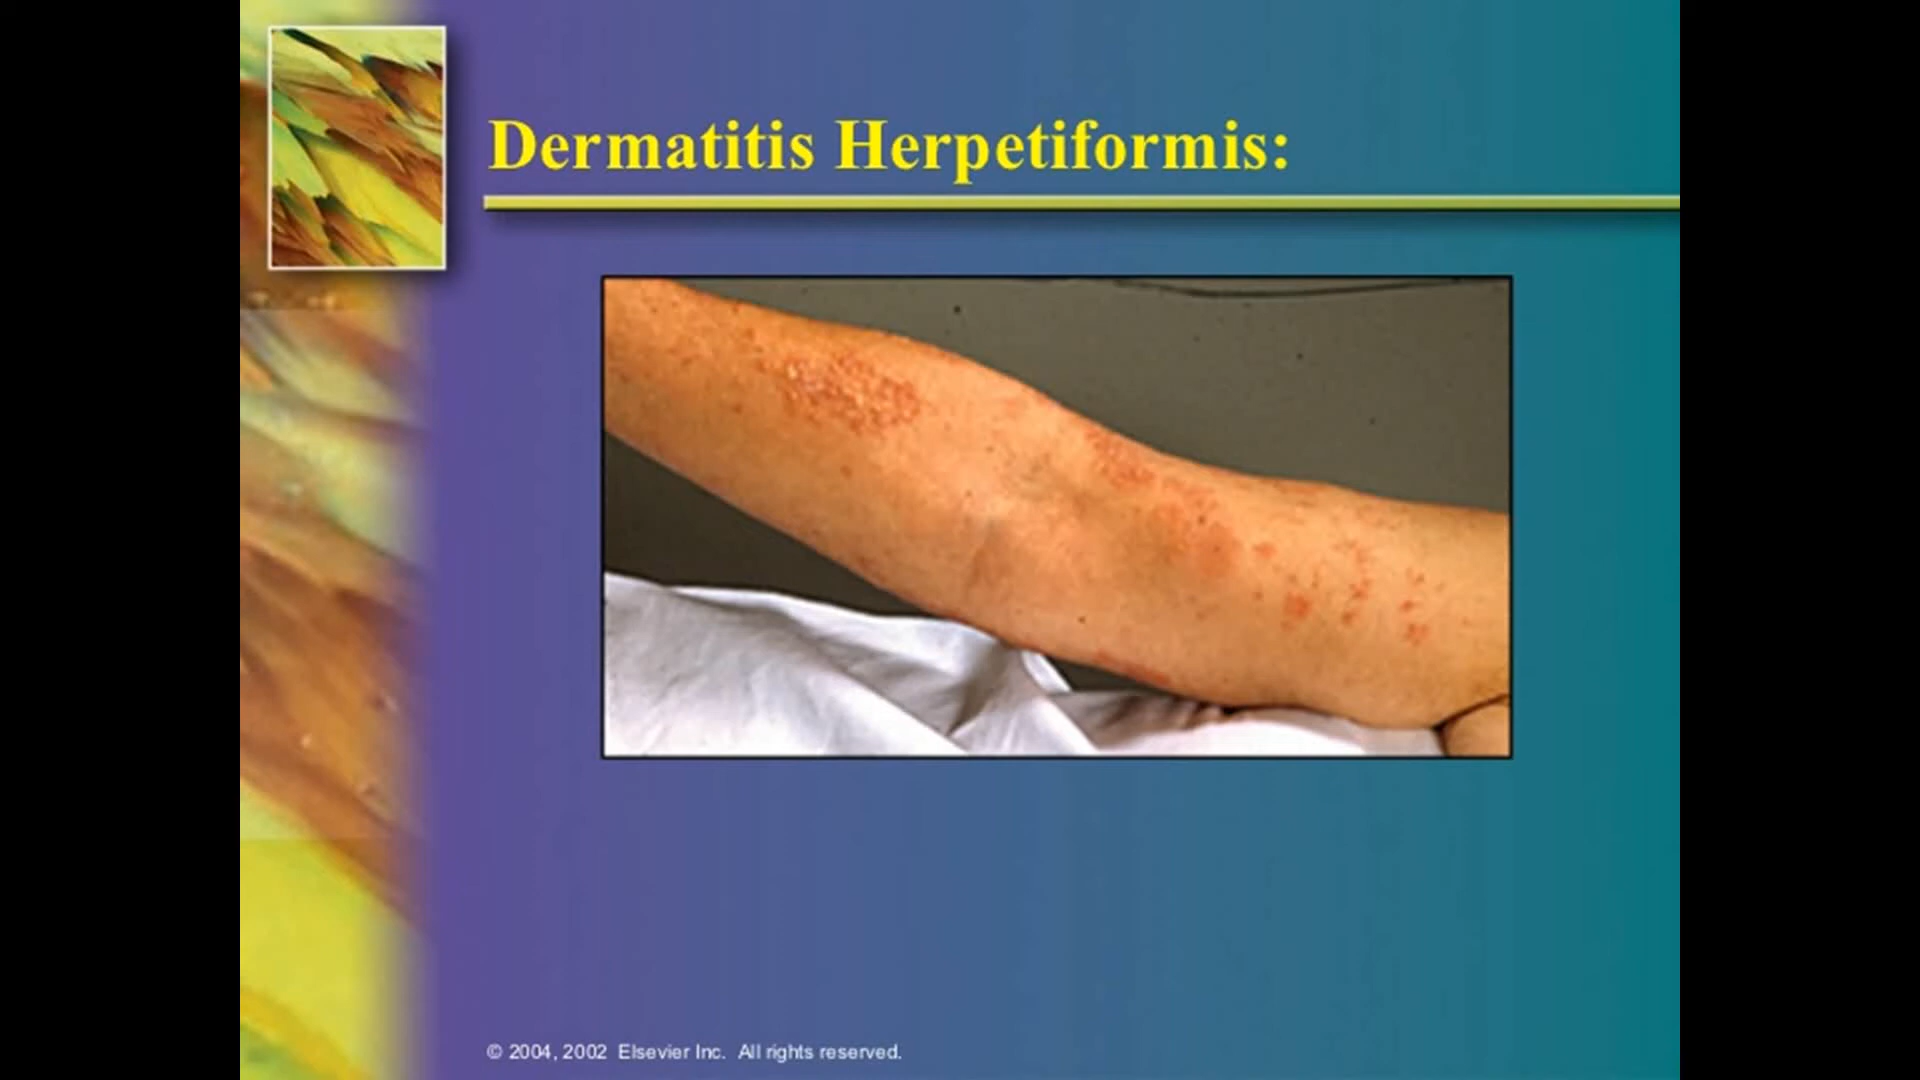 Dermatitis Herpetiformis:
© 2004, 2002 Elsevier Inc. All rights reserved.